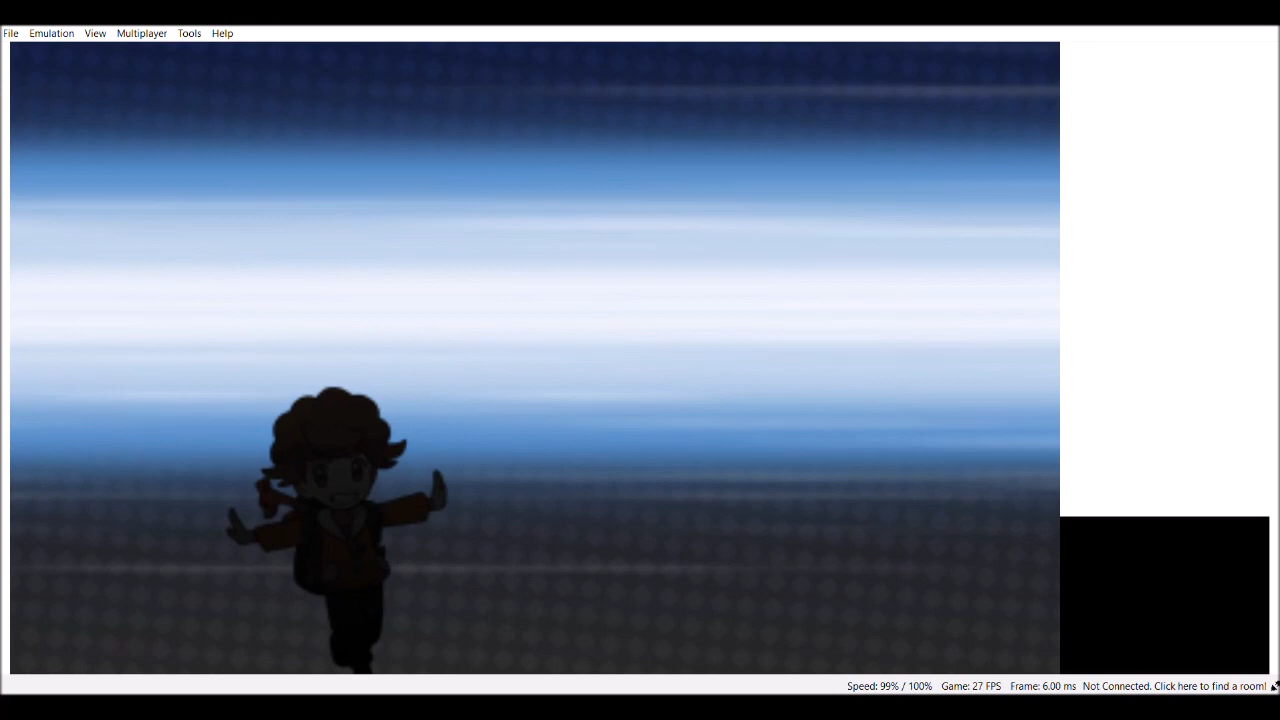 File Emulation View Multiplayer Tools Help
Speed: 99% / 100% Game: 27 FPS Frame: 6.00 ms Not Connected. Click here to find a room!